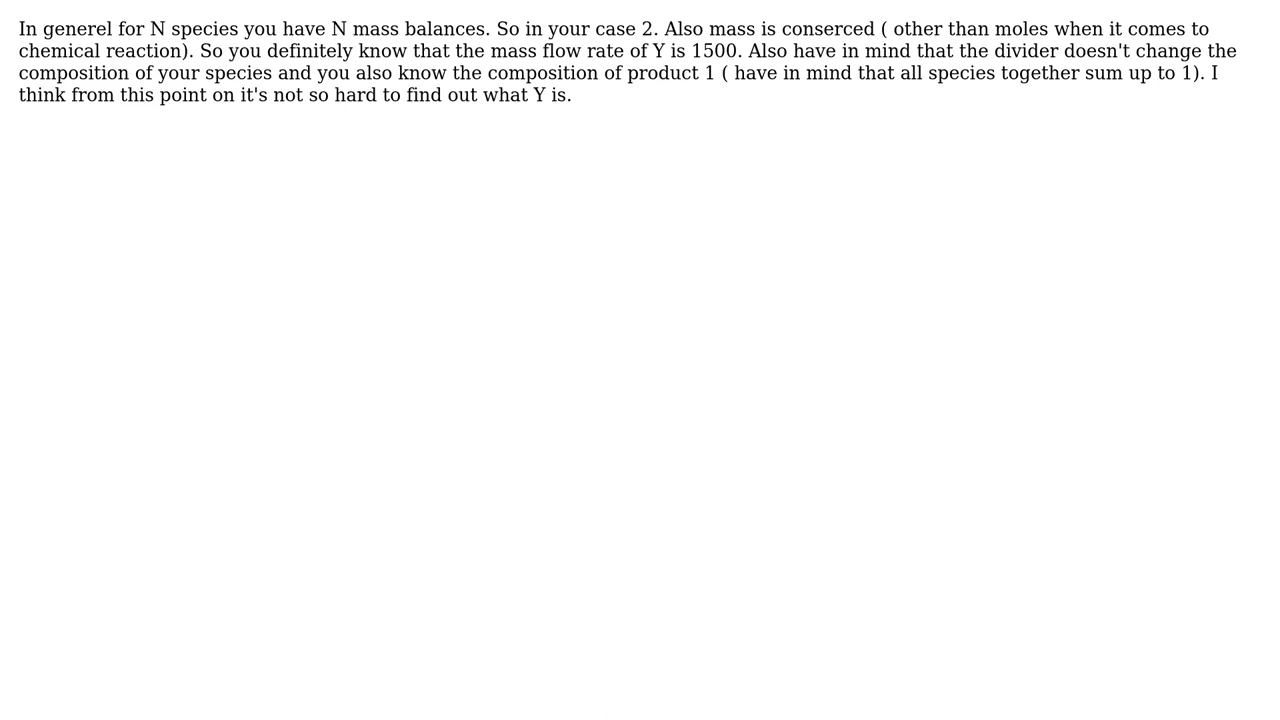 In generel for N species you have N mass balances. So in your case 2. Also mass is conserced ( other than moles when it comes to
chemical reaction). So you definitely know that the mass flow rate of Y is 1500. Also have in mind that the divider doesn't change the
composition of your species and you also know the composition of product 1 ( have in mind that all species together sum up to 1). I
think from this point on it's not so hard to find out what Y is.